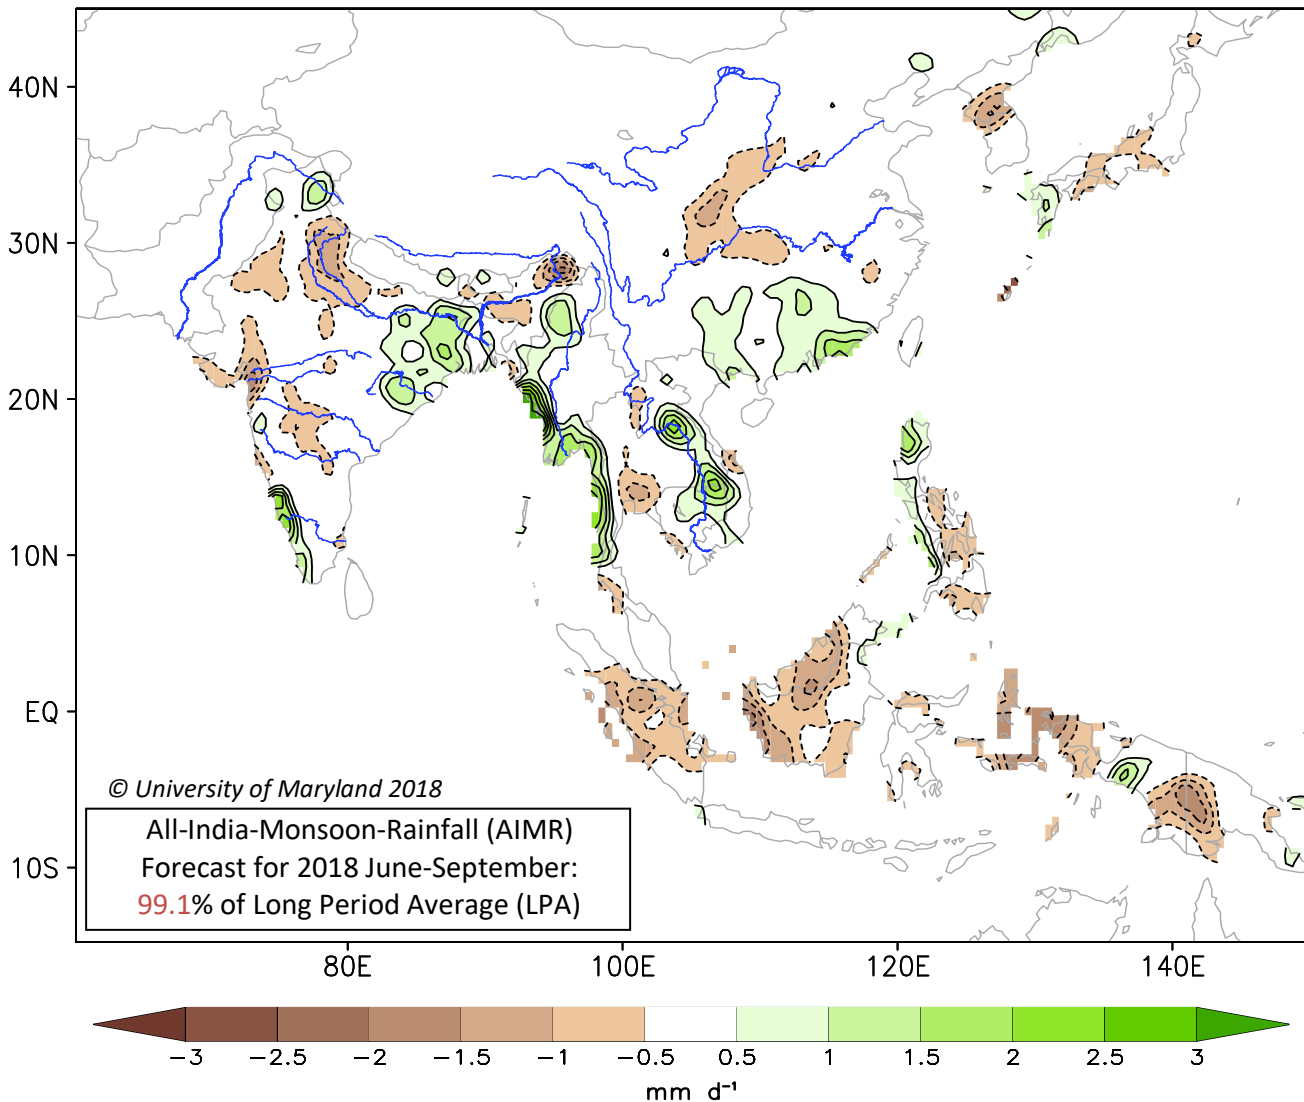 40N
30N
20N
10N
EQ
10S
© University of Maryland 2018
All-India-Monsoon-Rainfall (AIMR)
Forecast for 2018 June-September:
99.1% of Long Period Average (LPA)
80E 100E 120E 140E
−3 −2.5 −2 −1.5 −1 −0.5 0.5 1 1.5 2 2.5 3
mm d⁻¹